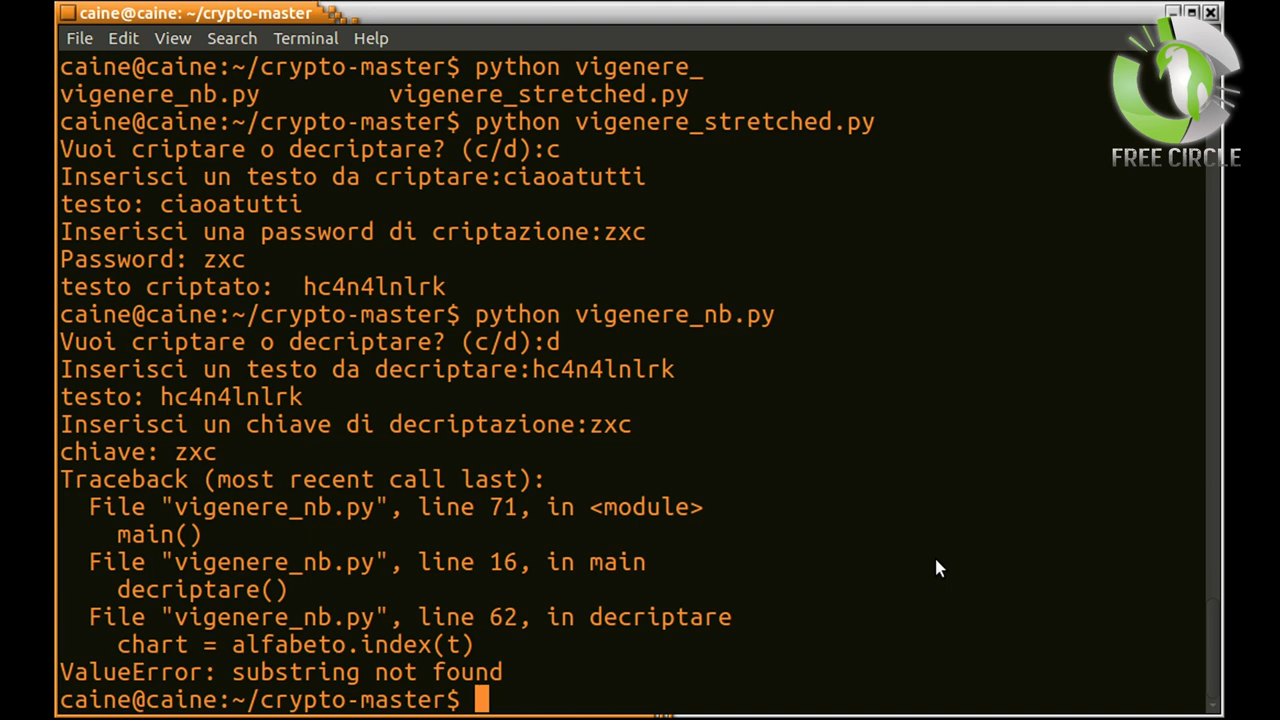 caine@caine: ~/crypto-master
File Edit View Search Terminal Help
caine@caine:~/crypto-master$ python vigenere_
vigenere_nb.py vigenere_stretched.py
caine@caine:~/crypto-master$ python vigenere_stretched.py
Vuoi criptare o decriptare? (c/d):c
Inserisci un testo da criptare:ciaoatutti
testo: ciaoatutti
Inserisci una password di criptazione:zxc
Password: zxc
testo criptato: hc4n4lnlrk
caine@caine:~/crypto-master$ python vigenere_nb.py
Vuoi criptare o decriptare? (c/d):d
Inserisci un testo da decriptare:hc4n4lnlrk
testo: hc4n4lnlrk
Inserisci un chiave di decriptazione:zxc
chiave: zxc
Traceback (most recent call last):
File "vigenere_nb.py", line 71, in <module>
main()
File "vigenere_nb.py", line 16, in main
decriptare()
File "vigenere_nb.py", line 62, in decriptare
chart = alfabeto.index(t)
ValueError: substring not found
caine@caine:~/crypto-master$
FREE CIRCLE